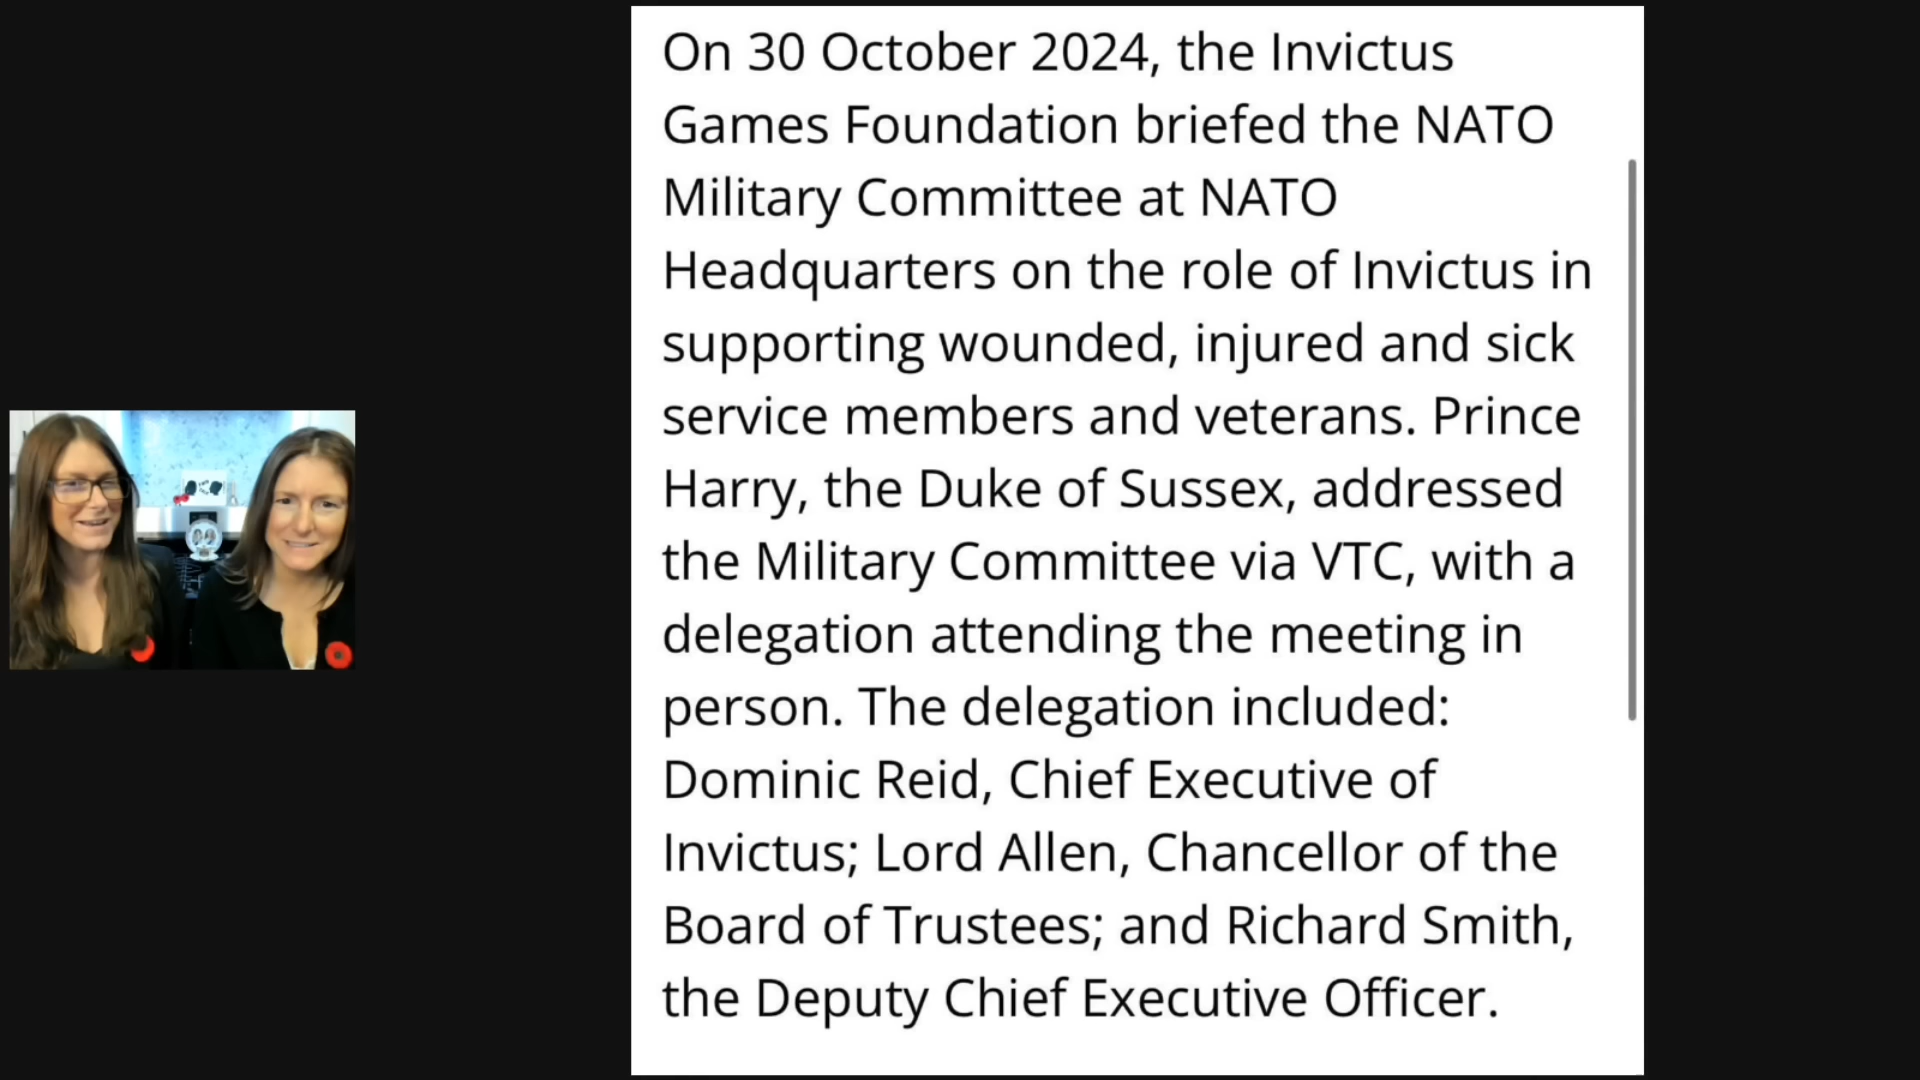 On 30 October 2024, the Invictus
Games Foundation briefed the NATO
Military Committee at NATO
Headquarters on the role of Invictus in
supporting wounded, injured and sick
service members and veterans. Prince
Harry, the Duke of Sussex, addressed
the Military Committee via VTC, with a
delegation attending the meeting in
person. The delegation included:
Dominic Reid, Chief Executive of
Invictus; Lord Allen, Chancellor of the
Board of Trustees; and Richard Smith,
the Deputy Chief Executive Officer.